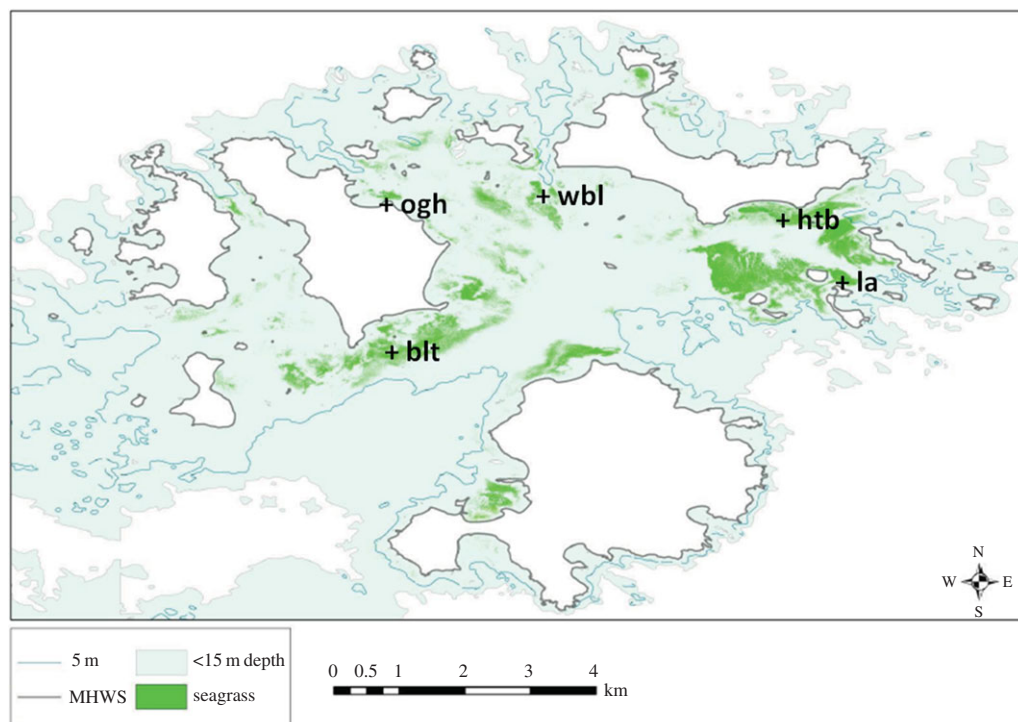 + ogh
+ wbl
+ htb
+ la
+ blt
N
W E
S
5 m
<15 m depth
MHWS
seagrass
0 0.5 1 2 3 4
km